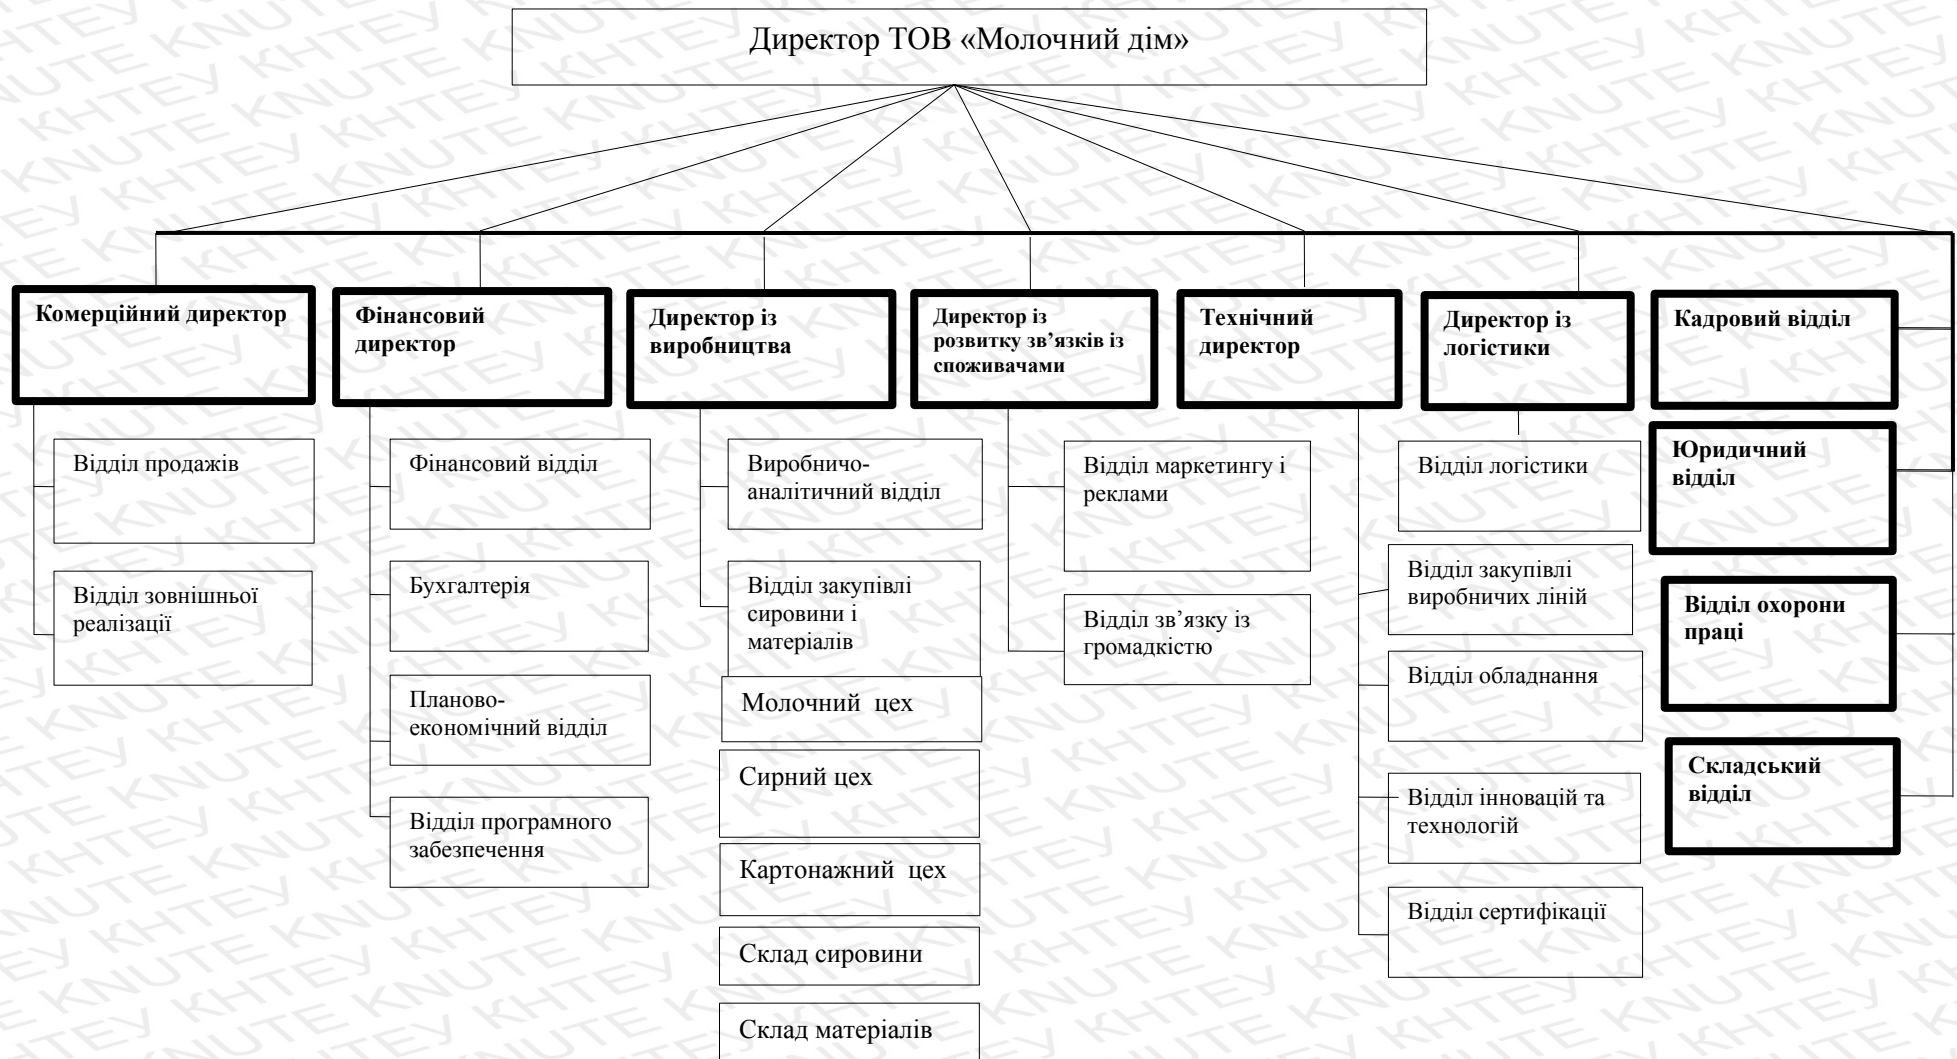 Директор ТОВ «Молочний дім»
Комерційний директор
Фінансовий
директор
Директор із
виробництва
Директор із
розвитку зв’язків із
споживачами
Технічний
директор
Директор із
логістики
Кадровий відділ
Юридичний
відділ
Відділ охорони
праці
Складський
відділ
Відділ продажів
Відділ зовнішньої
реалізації
Фінансовий відділ
Бухгалтерія
Планово-
економічний відділ
Відділ програмного
забезпечення
Виробничо-
аналітичний відділ
Відділ закупівлі
сировини і
матеріалів
Молочний цех
Сирний цех
Картонажний цех
Склад сировини
Склад матеріалів
Відділ маркетингу і
реклами
Відділ зв’язку із
громадкістю
Відділ логістики
Відділ закупівлі
виробничих ліній
Відділ обладнання
Відділ інновацій та
технологій
Відділ сертифікації